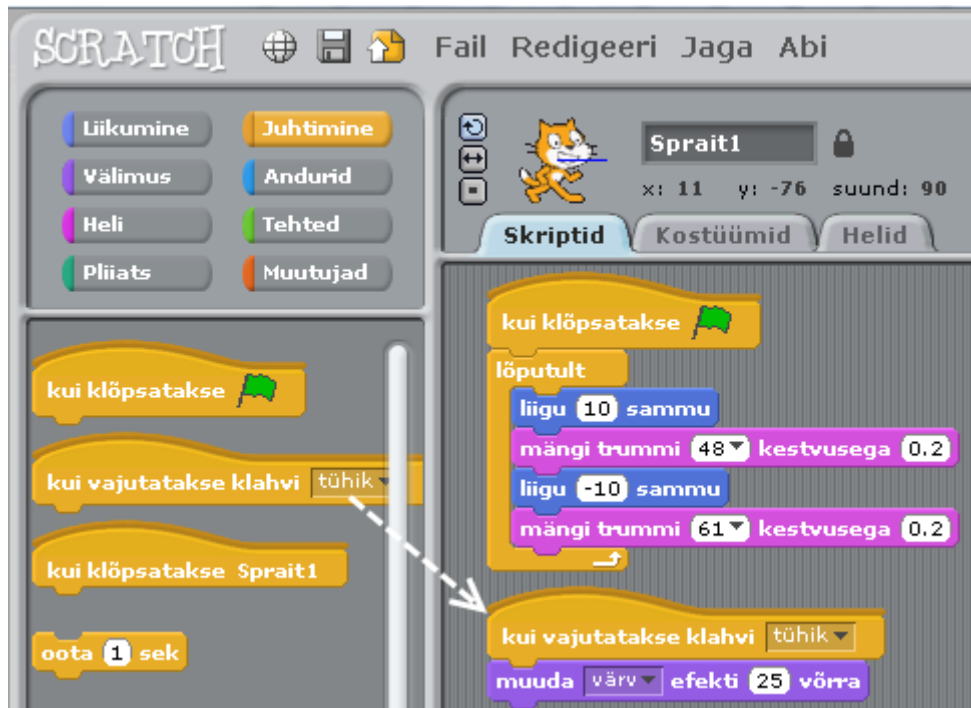 SCRATCH Fail Redigeeri Jaga Abi
Liikumine Juhtimine
Välimus Andurid
Heli Tehted
Pliiats Muutujad
kui klõpsatakse
kui vajutatakse klahvi tühik
kui klõpsatakse Sprait1
oota 1 sek
Sprait1
x: 11 y: -76 suund: 90
Skriptid Kostüümid Helid
kui klõpsatakse
lõputult
liigu 10 sammu
mängi trummi 48 kestvusega 0.2
liigu -10 sammu
mängi trummi 61 kestvusega 0.2
kui vajutatakse klahvi tühik
muuda värv efekti 25 võrra